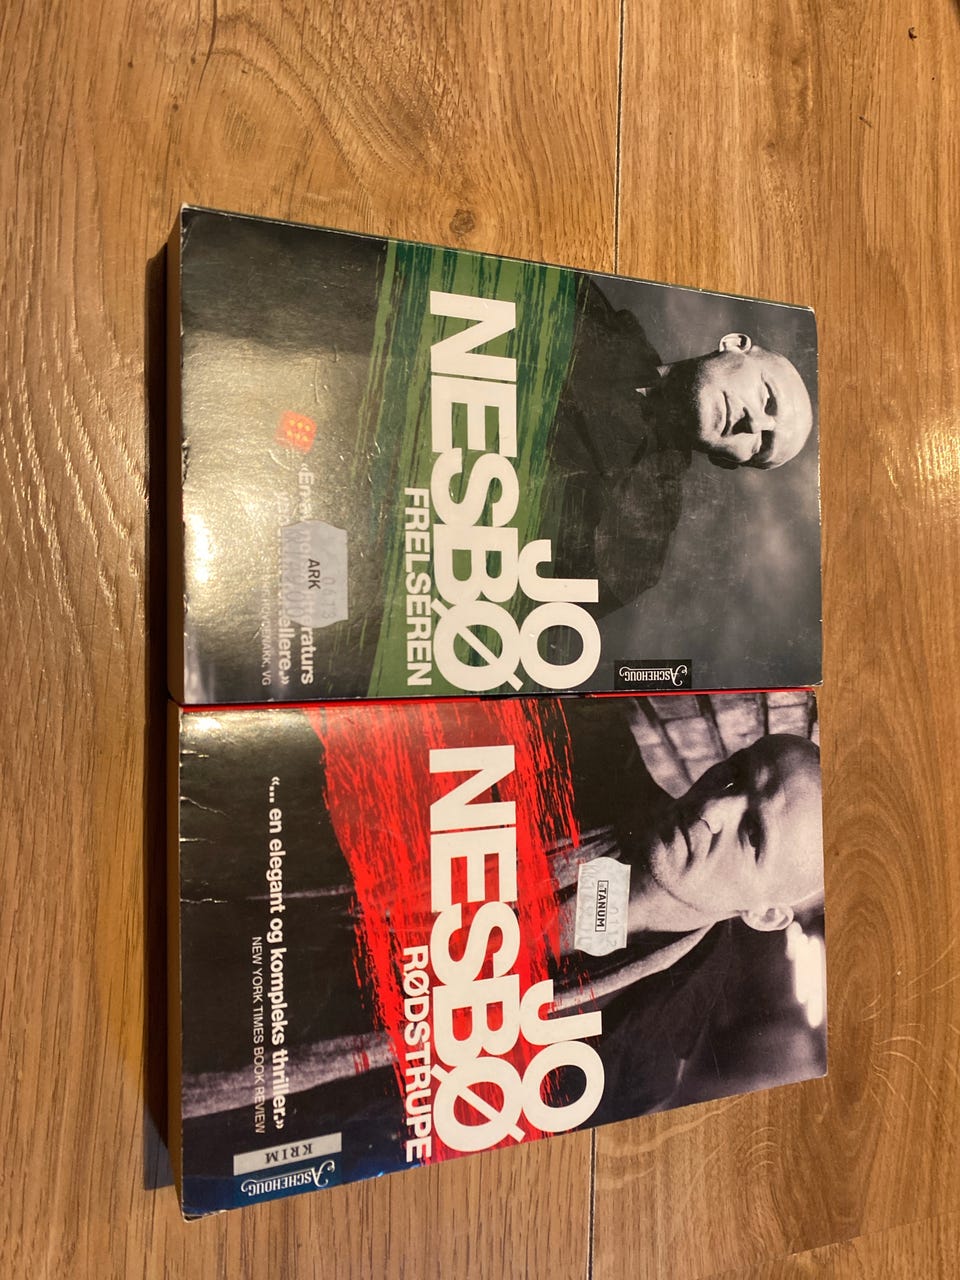 JO
NESBØ
FRELSEREN
ARK
VG
ASCHEHOUG
JO
NESBØ
RØDSTRUPE
TANUM
«... en elegant og kompleks thriller.»
NEW YORK TIMES BOOK REVIEW
KRIM
ASCHEHOUG